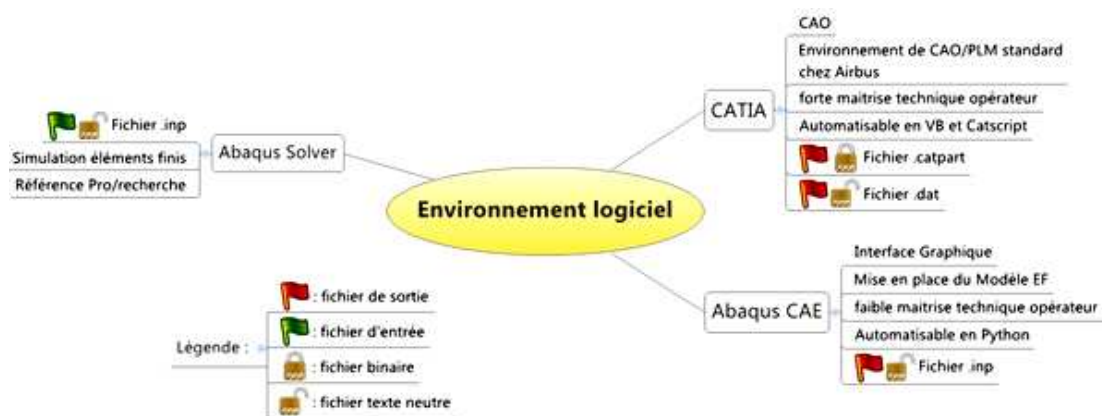 CAO
Environnement de CAO/PLM standard
chez Airbus
forte maitrise technique opérateur
CATIA
Automatisable en VB et Catscript
Fichier .catpart
Fichier .dat
Fichier .inp
Simulation éléments finis
Abaqus Solver
Référence Pro/recherche
Environnement logiciel
Interface Graphique
Mise en place du Modèle EF
Abaqus CAE
faible maitrise technique opérateur
Automatisable en Python
Fichier .inp
Légende :
: fichier de sortie
: fichier d'entrée
: fichier binaire
: fichier texte neutre